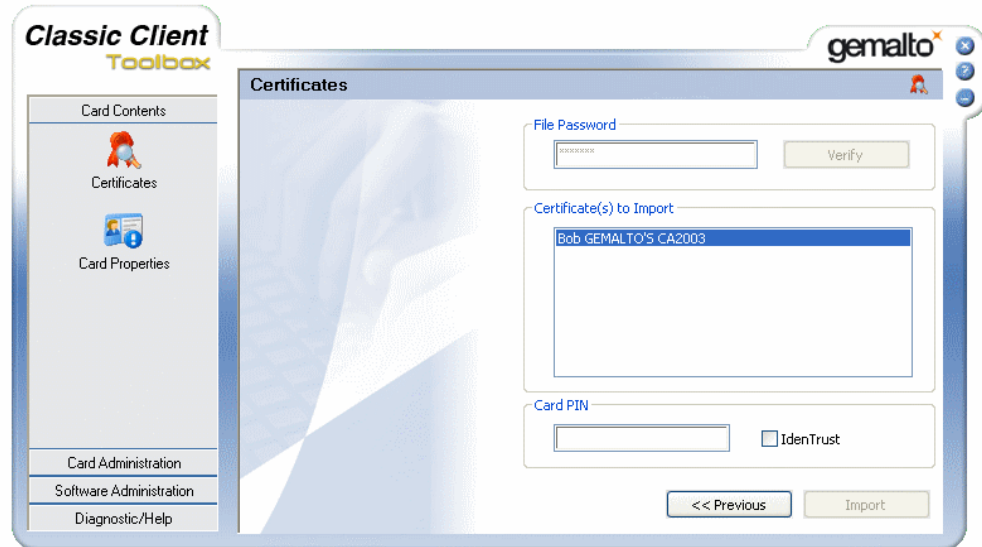 Classic Client
Toolbox
gemalto
Certificates
Card Contents
Certificates
Card Properties
Card Administration
Software Administration
Diagnostic/Help
File Password
*******
Verify
Certificate(s) to Import
Bob GEMALTO'S CA2003
Card PIN
IdenTrust
<< Previous
Import